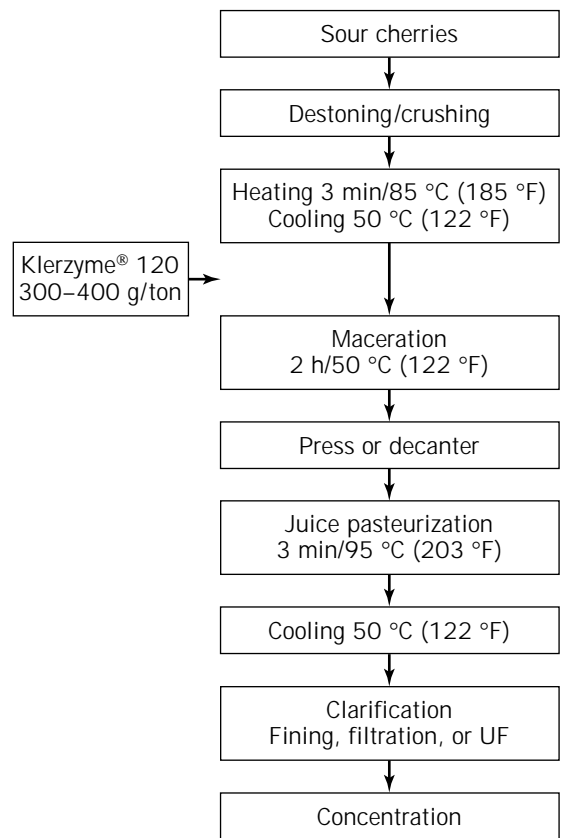 Sour cherries
Destoning/crushing
Heating 3 min/85 °C (185 °F)
Cooling 50 °C (122 °F)
Klerzyme® 120
300–400 g/ton
Maceration
2 h/50 °C (122 °F)
Press or decanter
Juice pasteurization
3 min/95 °C (203 °F)
Cooling 50 °C (122 °F)
Clarification
Fining, filtration, or UF
Concentration